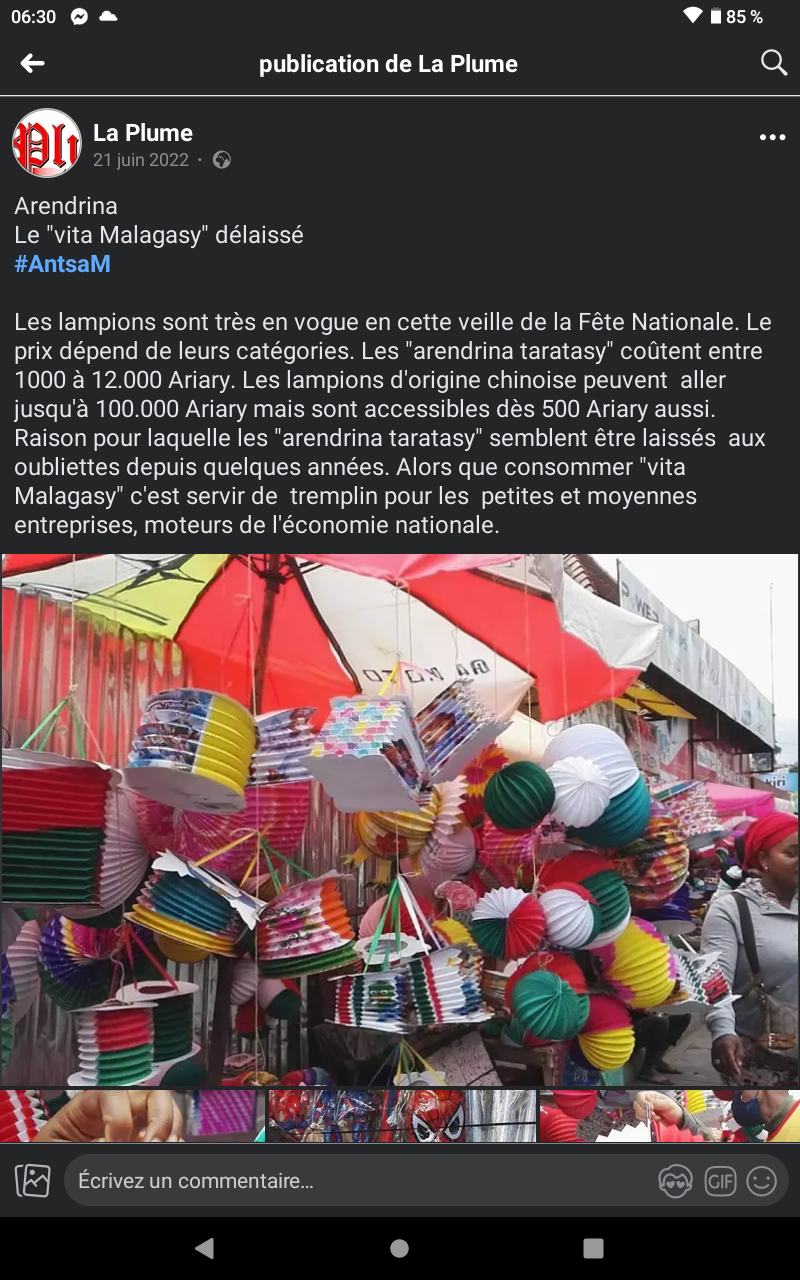 06:30
85 %
publication de La Plume
Plu
La Plume
21 juin 2022 ·
Arendrina
Le "vita Malagasy" délaissé
#AntsaM
Les lampions sont très en vogue en cette veille de la Fête Nationale. Le
prix dépend de leurs catégories. Les "arendrina taratasy" coûtent entre
1000 à 12.000 Ariary. Les lampions d'origine chinoise peuvent  aller
jusqu'à 100.000 Ariary mais sont accessibles dès 500 Ariary aussi.
Raison pour laquelle les "arendrina taratasy" semblent être laissés  aux
oubliettes depuis quelques années. Alors que consommer "vita
Malagasy" c'est servir de  tremplin pour les  petites et moyennes
entreprises, moteurs de l'économie nationale.
Écrivez un commentaire…
GIF